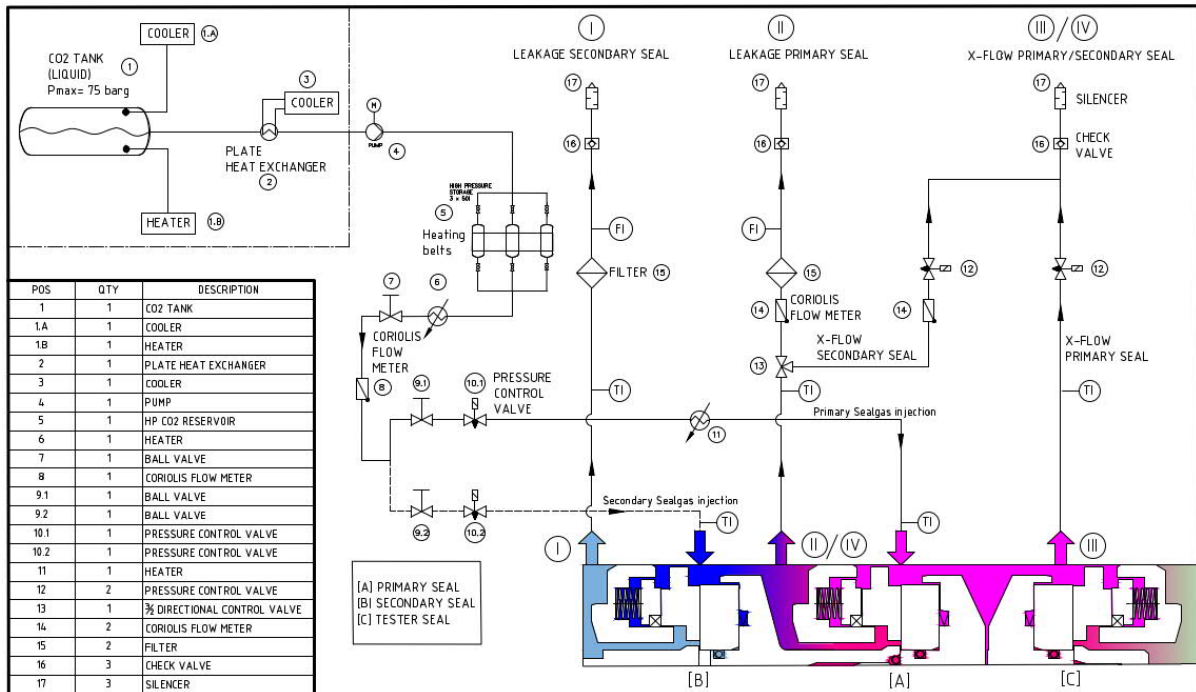 COOLER
1.A
CO2 TANK
(LIQUID)
Pmax= 75 barg
1
3
COOLER
M
PUMP
4
PLATE
HEAT EXCHANGER
2
HEATER
1.B
HIGH PRESSURE
STORAGE
3 x 50l
5
Heating
belts
7
6
CORIOLIS
FLOW
METER
8
9.1
10.1
PRESSURE
CONTROL
VALVE
9.2
10.2
I
LEAKAGE SECONDARY SEAL
17
16
FI
FILTER 15
TI
II
LEAKAGE PRIMARY SEAL
17
16
FI
15
14
CORIOLIS
FLOW METER
13
X-FLOW
SECONDARY SEAL
TI
III / IV
X-FLOW PRIMARY/SECONDARY SEAL
17
SILENCER
16
CHECK
VALVE
12
12
14
X-FLOW
PRIMARY SEAL
TI
11
Primary Sealgas injection
Secondary Sealgas injection
TI
TI
I
II / IV
III
[A] PRIMARY SEAL
[B] SECONDARY SEAL
[C] TESTER SEAL
[B]
[A]
[C]
POS QTY DESCRIPTION
1 1 CO2 TANK
1.A 1 COOLER
1.B 1 HEATER
2 1 PLATE HEAT EXCHANGER
3 1 COOLER
4 1 PUMP
5 1 HP CO2 RESERVOIR
6 1 HEATER
7 1 BALL VALVE
8 1 CORIOLIS FLOW METER
9.1 1 BALL VALVE
9.2 1 BALL VALVE
10.1 1 PRESSURE CONTROL VALVE
10.2 1 PRESSURE CONTROL VALVE
11 1 HEATER
12 2 PRESSURE CONTROL VALVE
13 1 3/2 DIRECTIONAL CONTROL VALVE
14 2 CORIOLIS FLOW METER
15 2 FILTER
16 3 CHECK VALVE
17 3 SILENCER